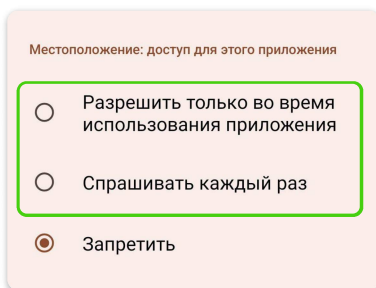 Местоположение: доступ для этого приложения
Разрешить только во время
использования приложения
Спрашивать каждый раз
Запретить